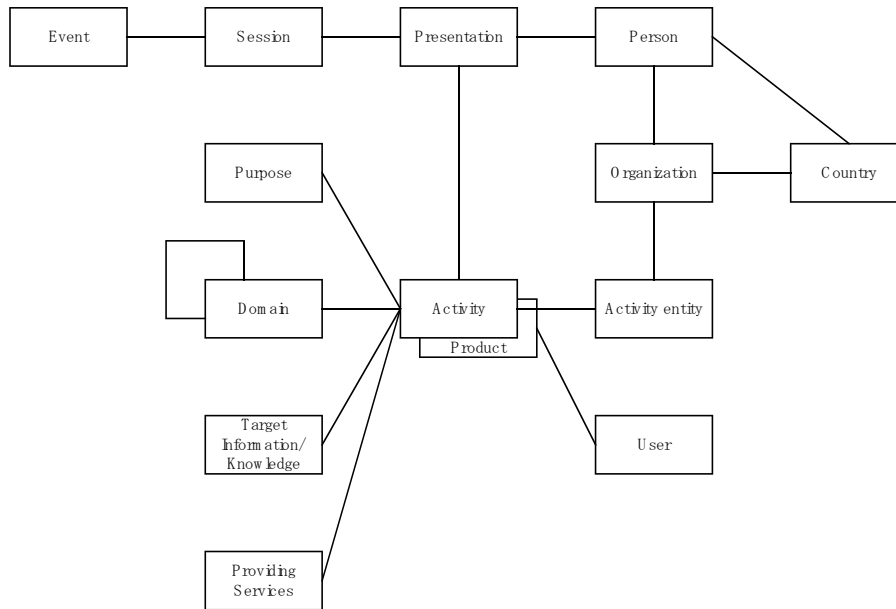 Event
Session
Presentation
Person
Purpose
Organization
Country
Domain
Activity
Activity entity
Product
Target
Information/
Knowledge
User
Providing
Services